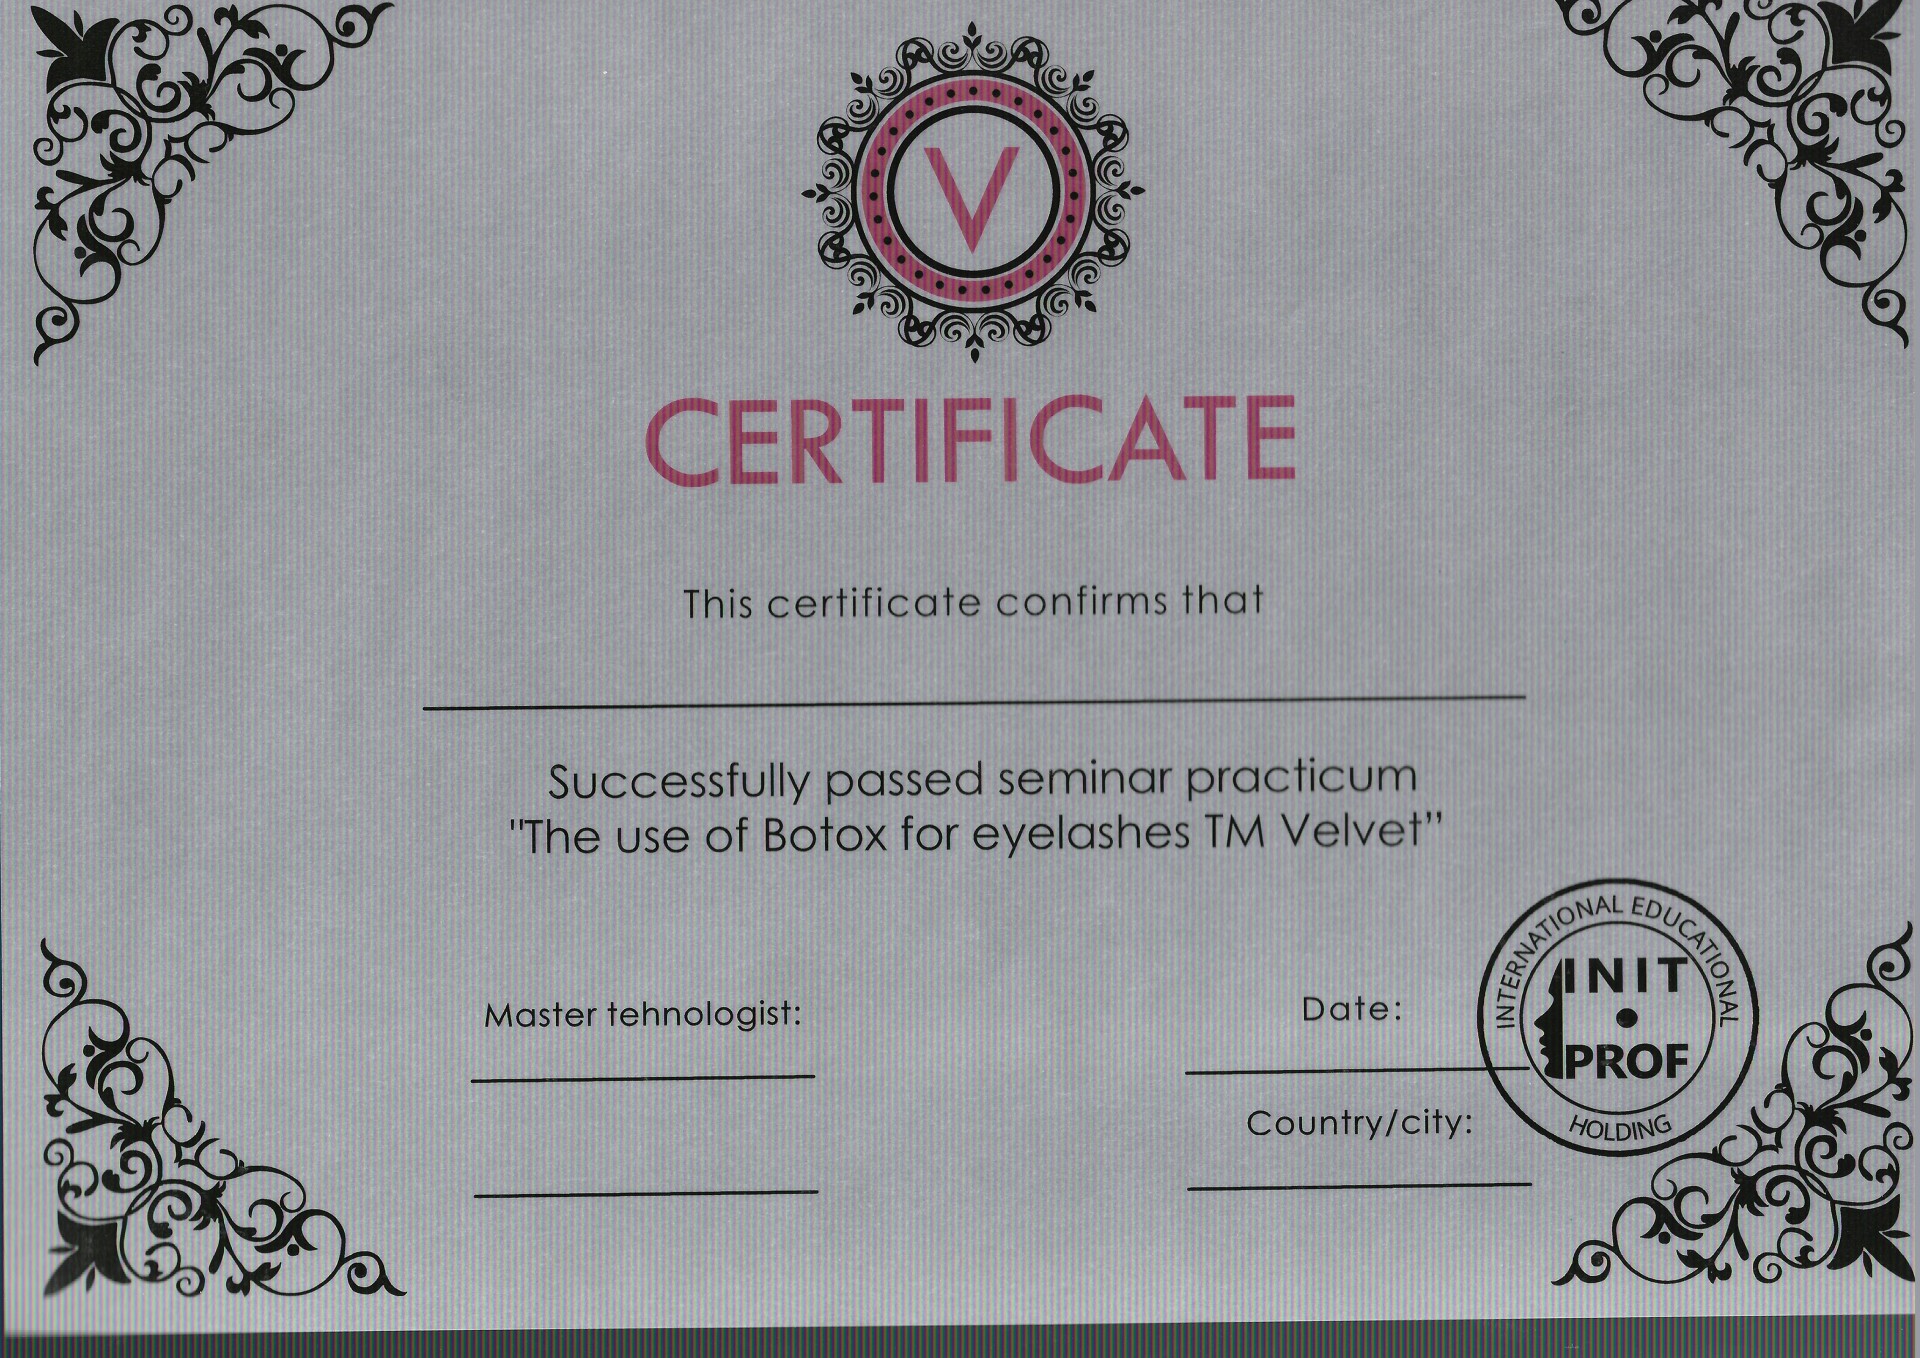 V
CERTIFICATE
This certificate confirms that
Successfully passed seminar practicum
"The use of Botox for eyelashes TM Velvet”
Master tehnologist:
Date:
Country/city:
INTERNATIONAL EDUCATIONAL
INIT
PROF
HOLDING